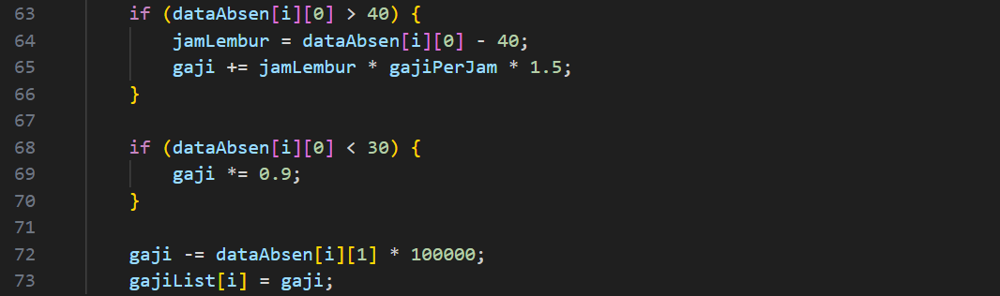 63 if (dataAbsen[i][0] > 40) {
64 jamLembur = dataAbsen[i][0] - 40;
65 gaji += jamLembur * gajiPerJam * 1.5;
66 }
67
68 if (dataAbsen[i][0] < 30) {
69 gaji *= 0.9;
70 }
71
72 gaji -= dataAbsen[i][1] * 100000;
73 gajiList[i] = gaji;